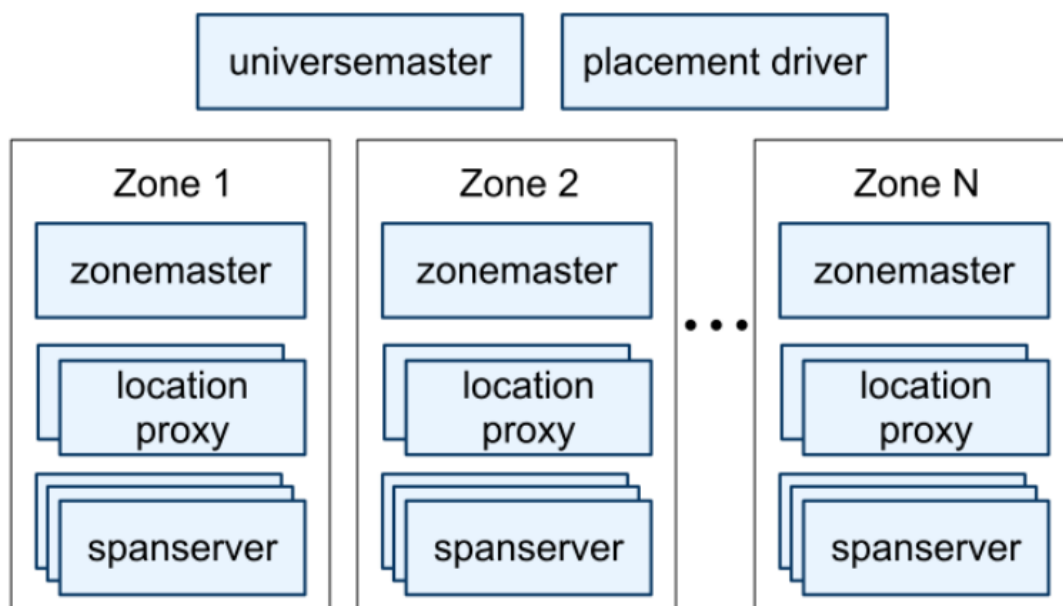 universemaster
placement driver
Zone 1
zonemaster
location
proxy
spanserver
Zone 2
zonemaster
location
proxy
spanserver
...
Zone N
zonemaster
location
proxy
spanserver